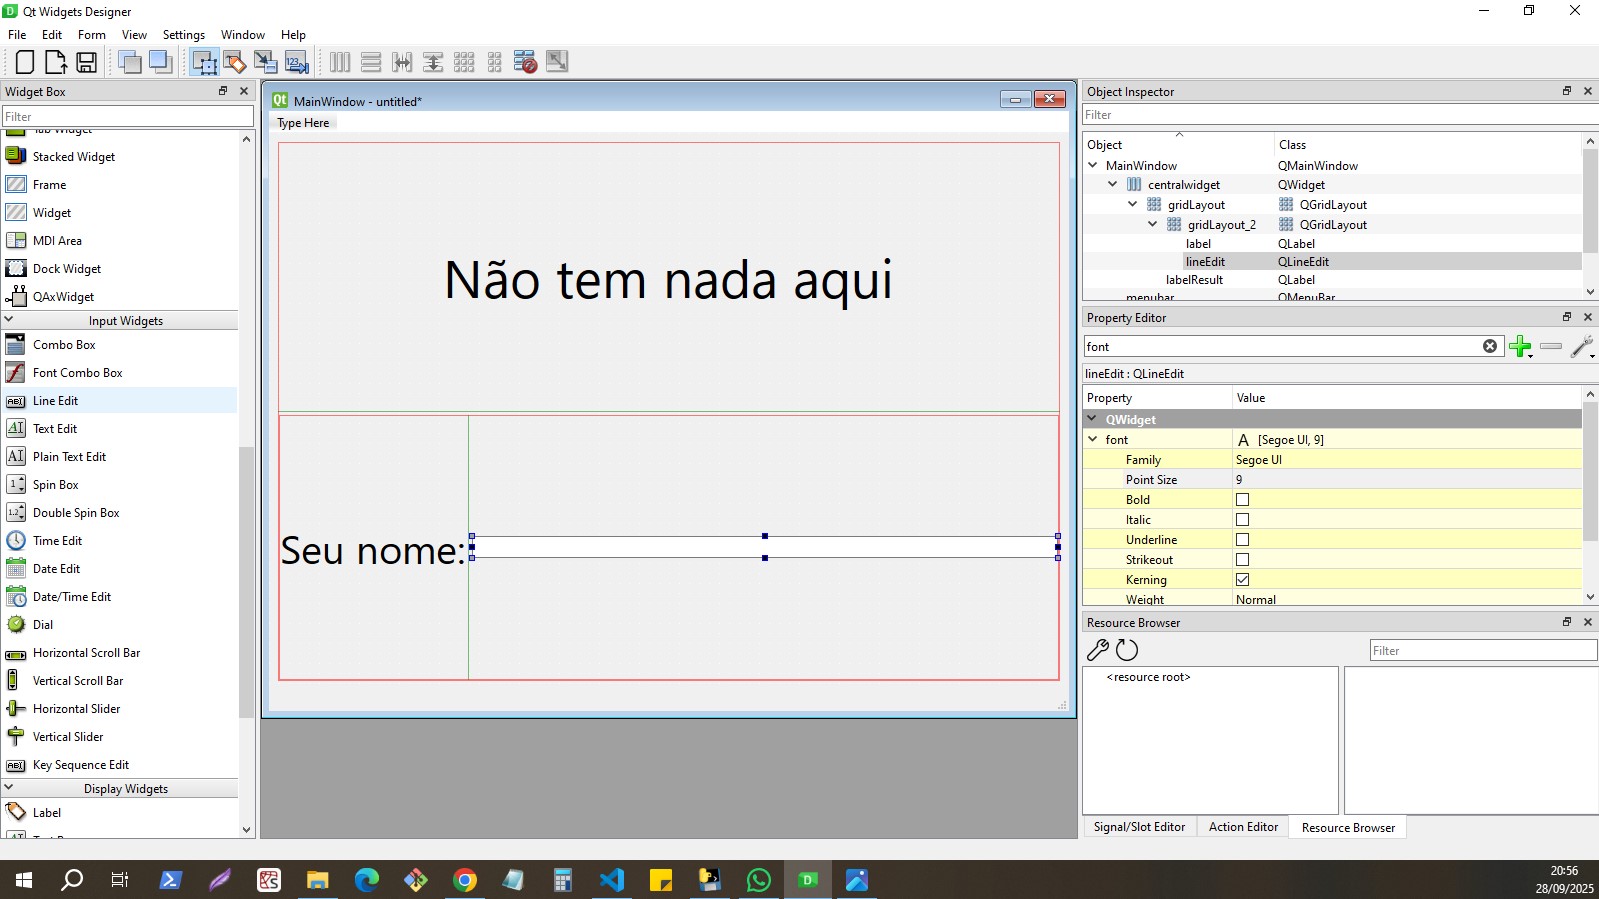 Qt Widgets Designer
File Edit Form View Settings Window Help
Widget Box
Filter
Tab Widget
Stacked Widget
Frame
Widget
MDI Area
Dock Widget
QAxWidget
Input Widgets
Combo Box
Font Combo Box
Line Edit
Text Edit
Plain Text Edit
Spin Box
Double Spin Box
Time Edit
Date Edit
Date/Time Edit
Dial
Horizontal Scroll Bar
Vertical Scroll Bar
Horizontal Slider
Vertical Slider
Key Sequence Edit
Display Widgets
Label
MainWindow - untitled*
Type Here
Não tem nada aqui
Seu nome:
Object Inspector
Filter
Object Class
MainWindow QMainWindow
centralwidget QWidget
gridLayout QGridLayout
gridLayout_2 QGridLayout
label QLabel
lineEdit QLineEdit
labelResult QLabel
menubar QMenuBar
Property Editor
font
lineEdit : QLineEdit
Property Value
QWidget
font A [Segoe UI, 9]
Family Segoe UI
Point Size 9
Bold
Italic
Underline
Strikeout
Kerning
Weight Normal
Resource Browser
Filter
<resource root>
Signal/Slot Editor Action Editor Resource Browser
20:56
28/09/2025